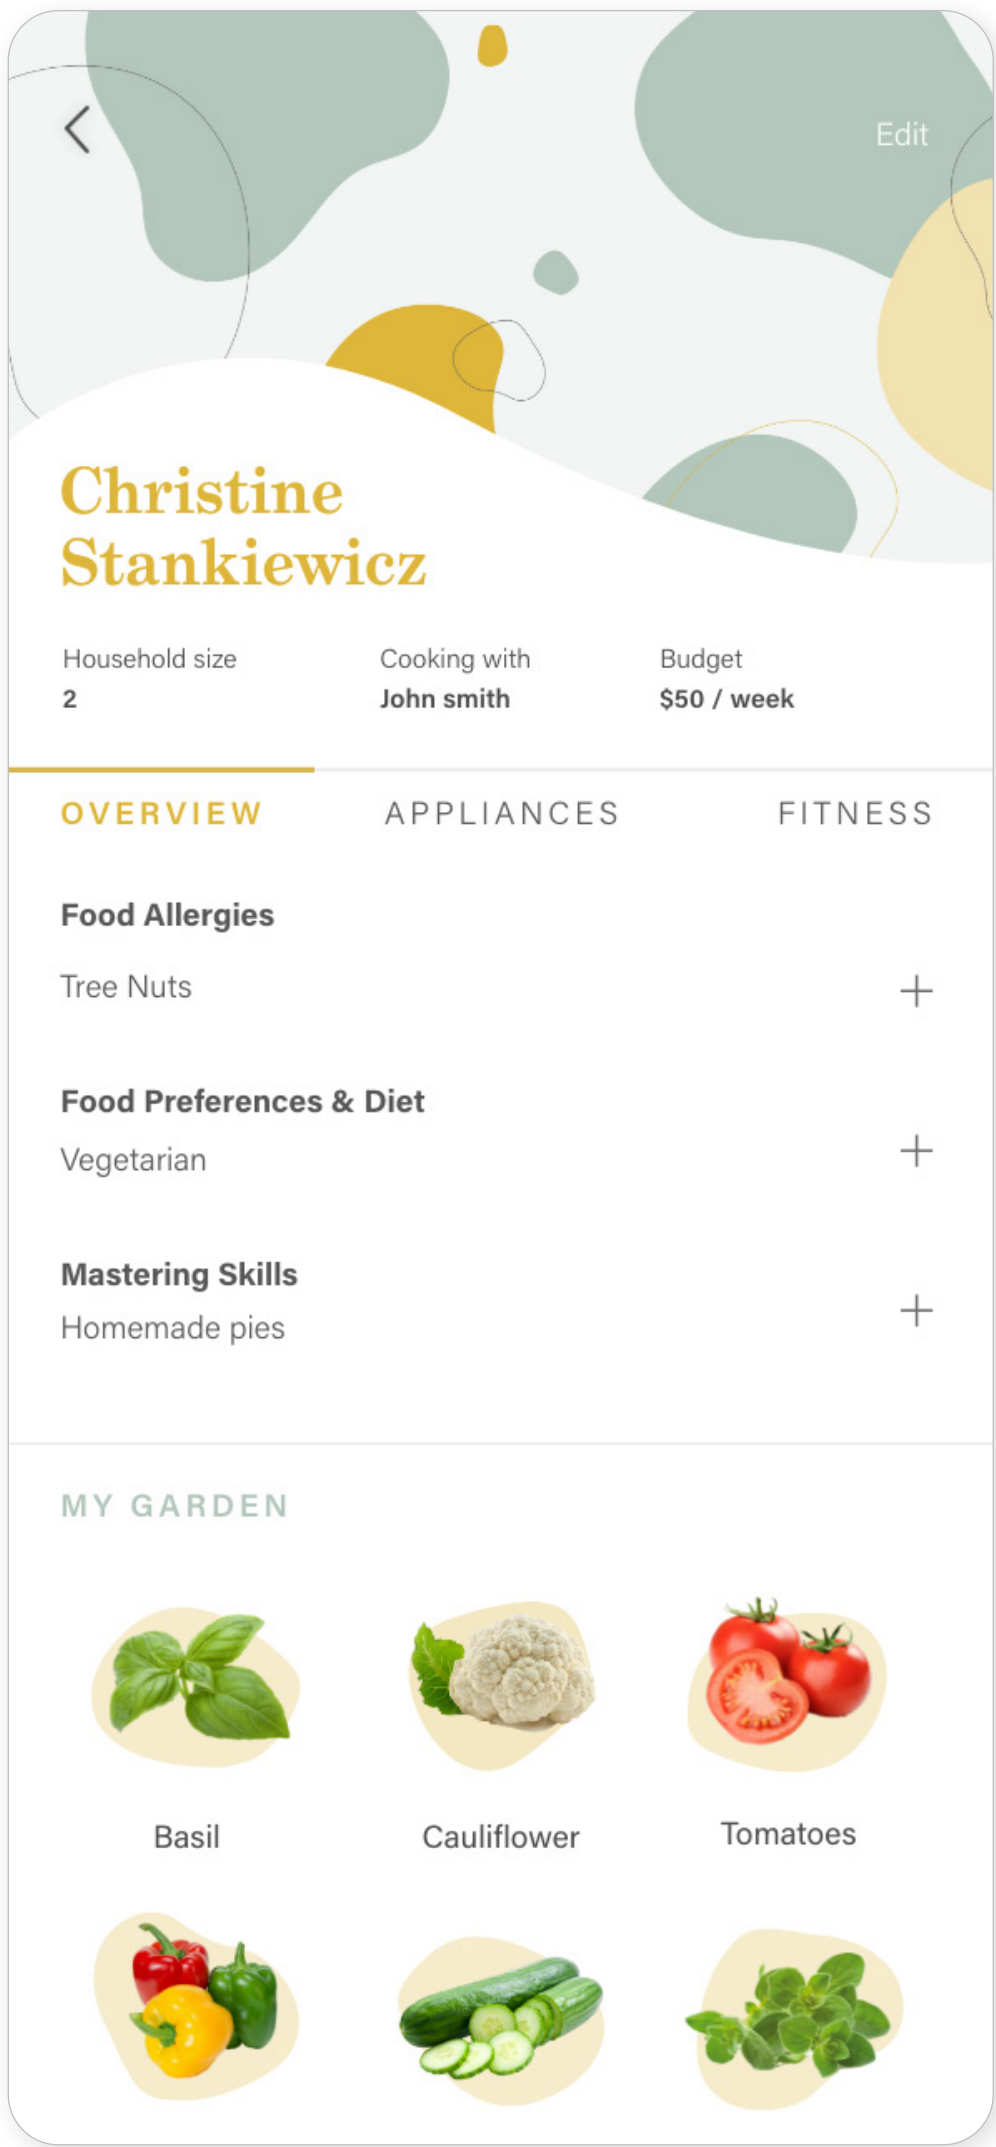 Edit
Christine
Stankiewicz
Household size
2
Cooking with
John smith
Budget
$50 / week
OVERVIEW
APPLIANCES
FITNESS
Food Allergies
Tree Nuts
Food Preferences & Diet
Vegetarian
Mastering Skills
Homemade pies
MY GARDEN
Basil
Cauliflower
Tomatoes